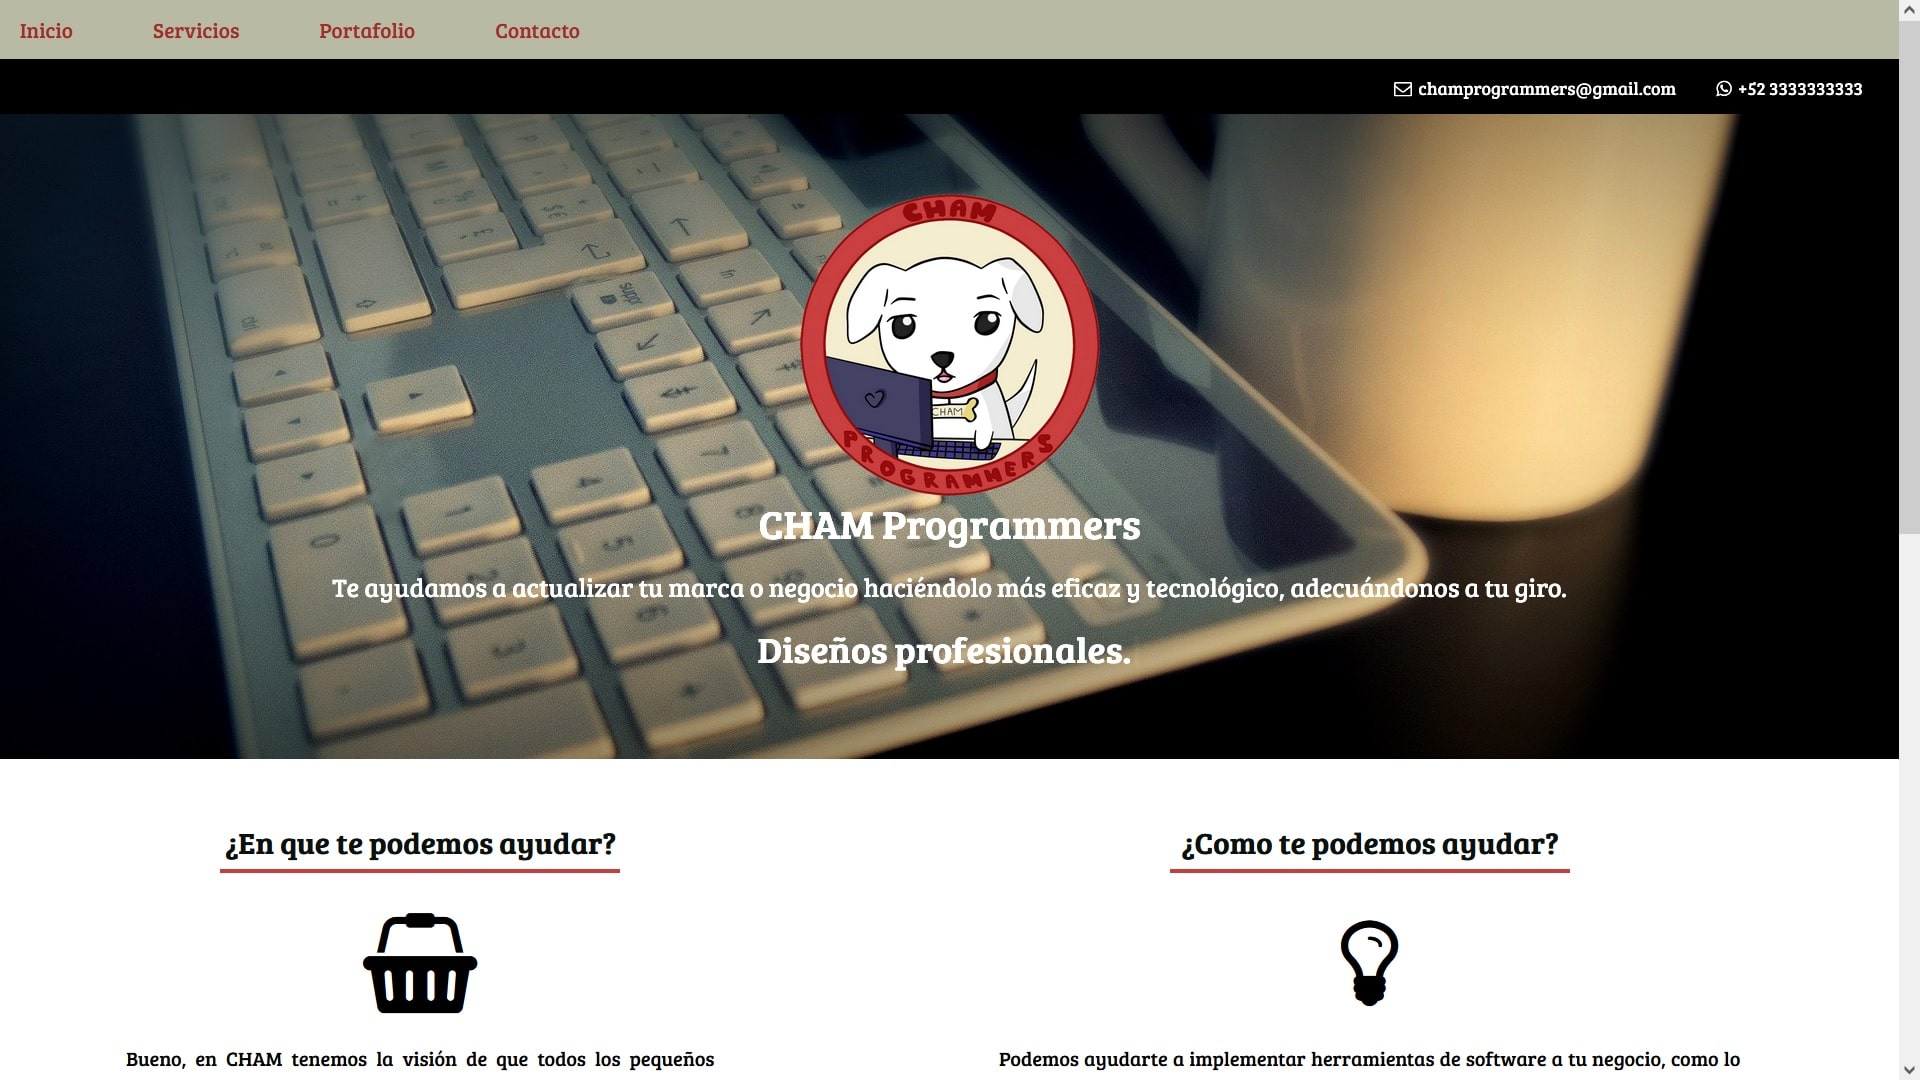 Inicio Servicios Portafolio Contacto
champrogrammers@gmail.com +52 3333333333
CHAM
CHAM
PROGRAMMERS
CHAM Programmers
Te ayudamos a actualizar tu marca o negocio haciéndolo más eficaz y tecnológico, adecuándonos a tu giro.
Diseños profesionales.
¿En que te podemos ayudar? ¿Como te podemos ayudar?
Bueno, en CHAM tenemos la visión de que todos los pequeños
Podemos ayudarte a implementar herramientas de software a tu negocio, como lo